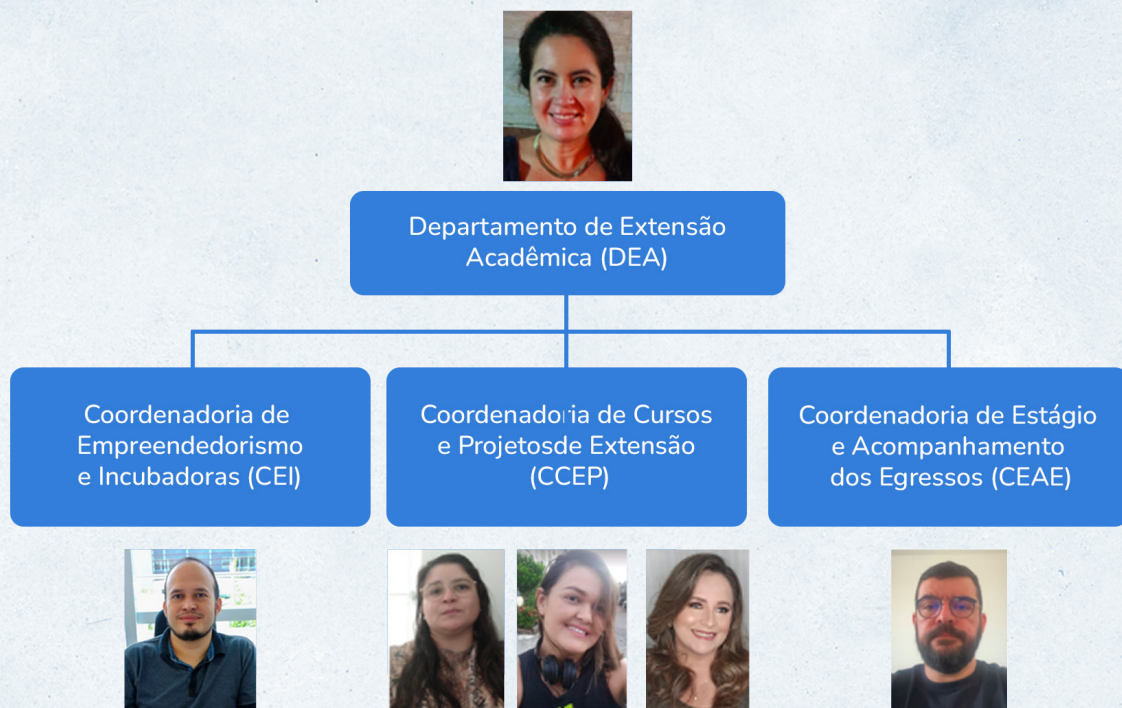 Departamento de Extensão
Acadêmica (DEA)
Coordenadoria de
Empreendedorismo
e Incubadoras (CEI)
Coordenadoria de Cursos
e Projetosde Extensão
(CCEP)
Coordenadoria de Estágio
e Acompanhamento
dos Egressos (CEAE)